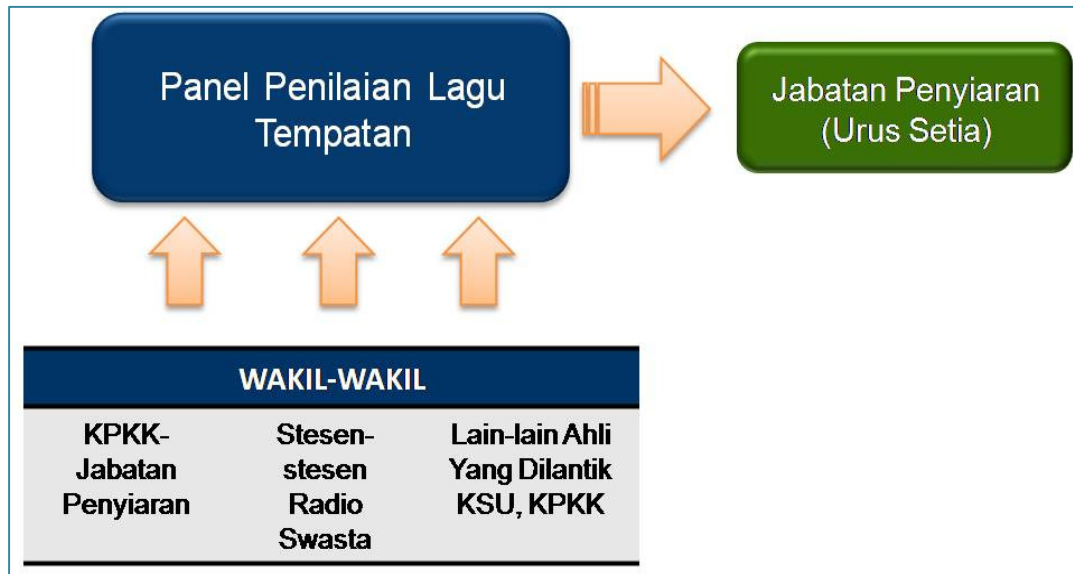 Panel Penilaian Lagu
Tempatan
Jabatan Penyiaran
(Urus Setia)
WAKIL-WAKIL
KPKK-
Jabatan
Penyiaran
Stesen-
stesen
Radio
Swasta
Lain-lain Ahli
Yang Dilantik
KSU, KPKK